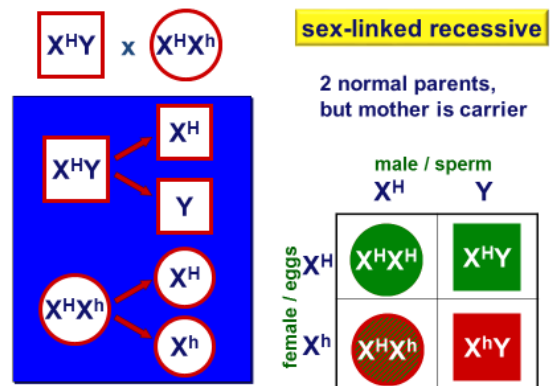 XᴴY x XᴴXʰ
sex-linked recessive
2 normal parents,
but mother is carrier
XᴴY
Xᴴ
Y
XᴴXʰ
Xᴴ
Xʰ
male / sperm
Xᴴ Y
female / eggs
Xᴴ XᴴXᴴ XᴴY
Xʰ XᴴXʰ XʰY